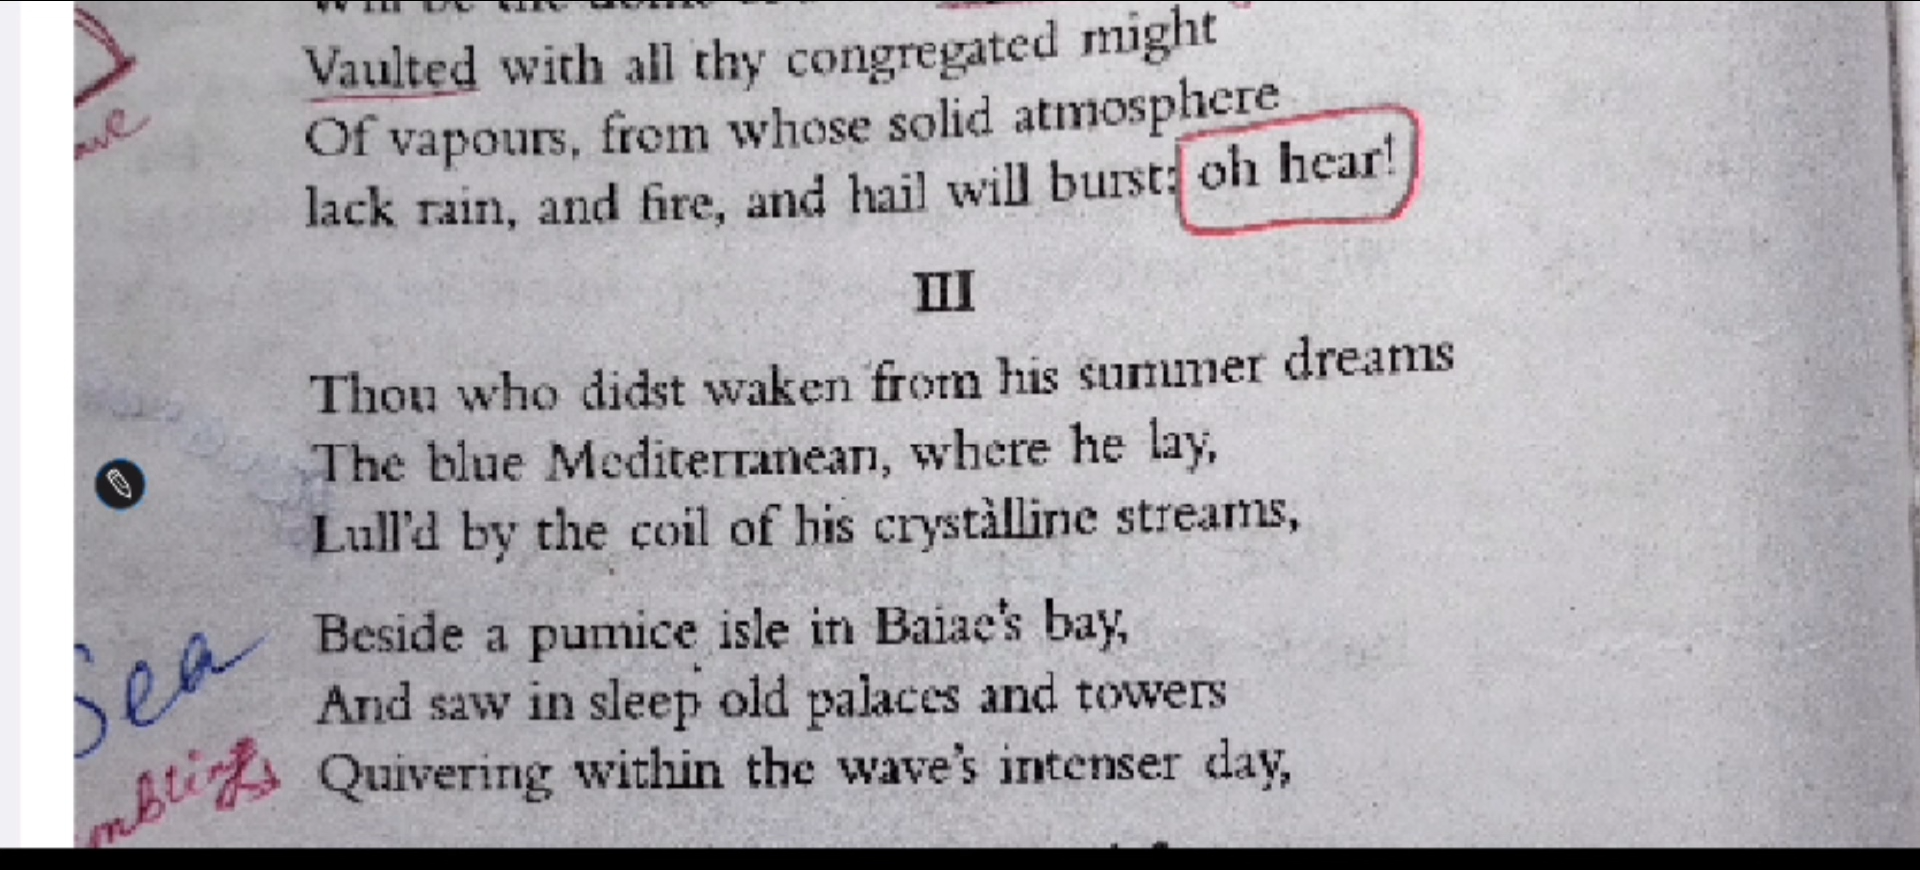 Vaulted with all thy congregated might
Of vapours, from whose solid atmosphere
lack rain, and fire, and hail will burst: oh hear!
III
Thou who didst waken from his summer dreams
The blue Mediterranean, where he lay,
Lull'd by the coil of his crystàlline streams,
Beside a pumice isle in Baiae's bay,
Sea
And saw in sleep old palaces and towers
Quivering within the wave's intenser day,